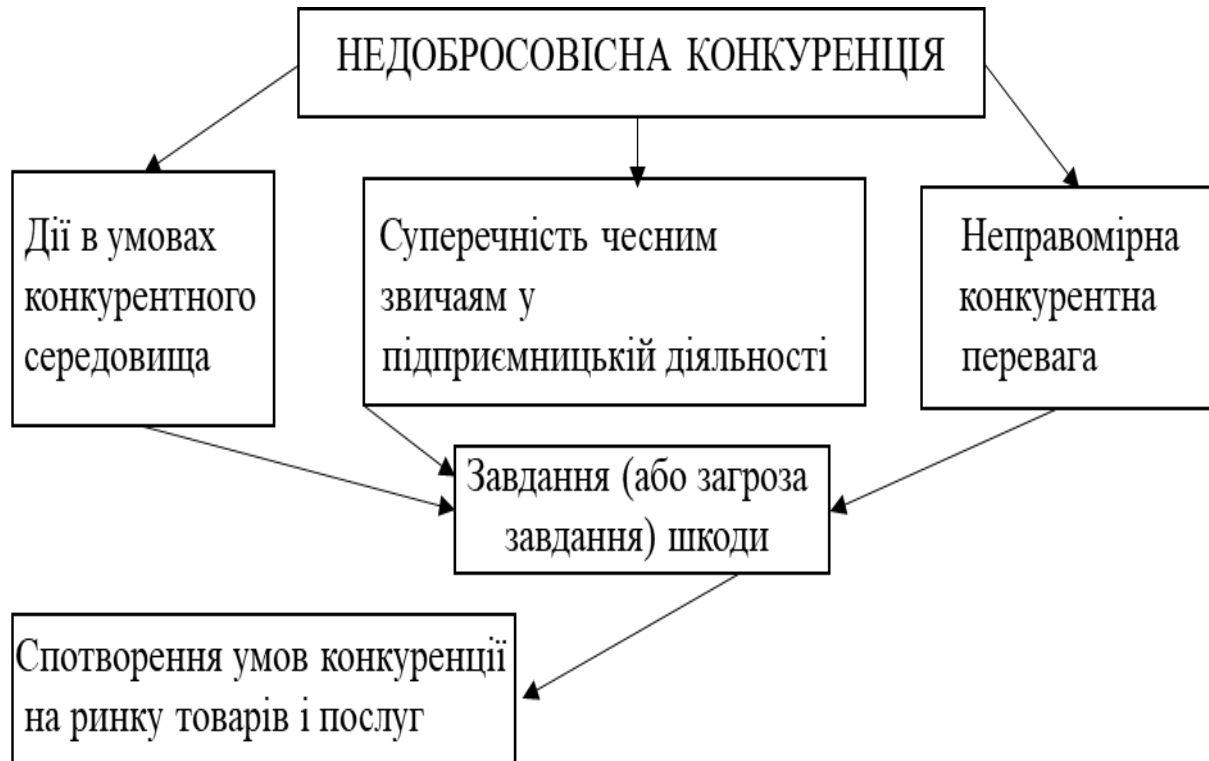 НЕДОБРОСОВІСНА КОНКУРЕНЦІЯ
Дії в умовах
конкурентного
середовища
Суперечність чесним
звичаям у
підприємницькій діяльності
Неправомірна
конкурентна
перевага
Завдання (або загроза
завдання) шкоди
Спотворення умов конкуренції
на ринку товарів і послуг